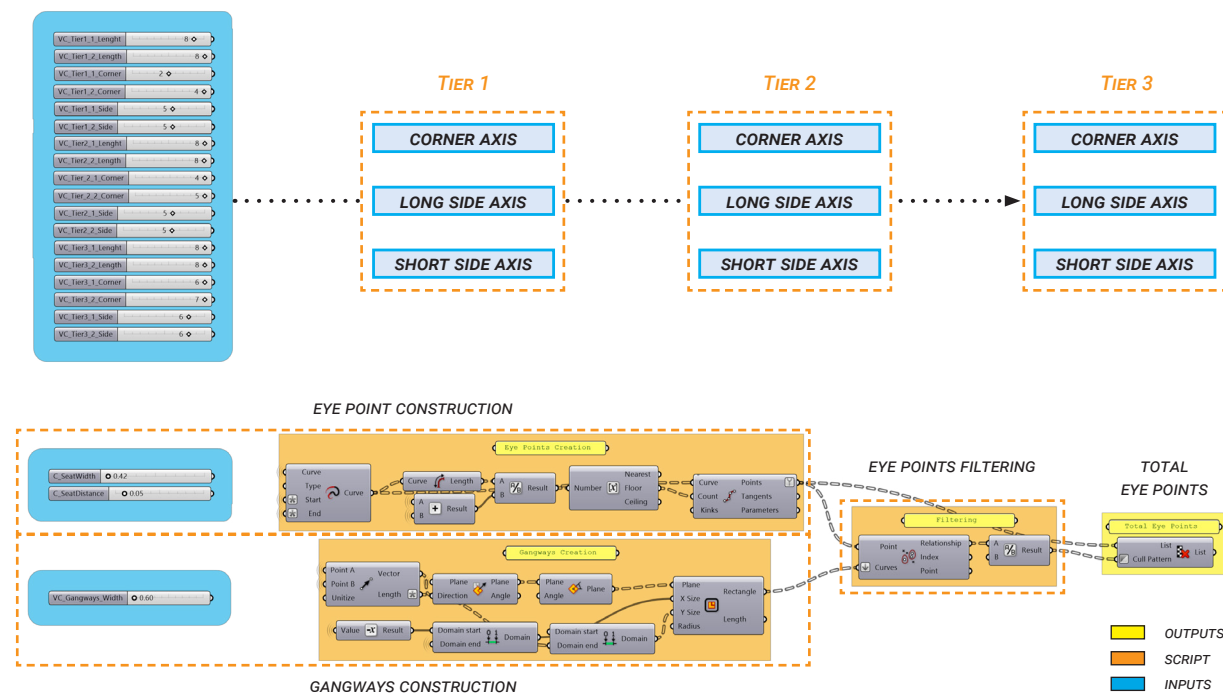 VC_Tier1_1_Lenght 8
VC_Tier1_2_Length 8
VC_Tier1_1_Corner 2
VC_Tier1_2_Corner 4
VC_Tier1_1_Side 5
VC_Tier1_2_Side 5
VC_Tier2_1_Lenght 8
VC_Tier2_2_Length 8
VC_Tier_2_1_Corner 4
VC_Tier_2_2_Corner 5
VC_Tier2_1_Side 5
VC_Tier2_2_Side 5
VC_Tier3_1_Lenght 8
VC_Tier3_2_Length 8
VC_Tier3_1_Corner 6
VC_Tier3_2_Corner 7
VC_Tier3_1_Side 6
VC_Tier3_2_Side 6
TIER 1
CORNER AXIS
LONG SIDE AXIS
SHORT SIDE AXIS
TIER 2
CORNER AXIS
LONG SIDE AXIS
SHORT SIDE AXIS
TIER 3
CORNER AXIS
LONG SIDE AXIS
SHORT SIDE AXIS
EYE POINT CONSTRUCTION
C_SeatWidth 0.42
C_SeatDistance 0.05
Eye Points Creation
Curve
Type
Start
End
Curve
Curve Length
A
B
Result
A
B
Result
Number
Nearest
Floor
Ceiling
Curve
Count
Kinks
Points
Tangents
Parameters
VC_Gangways_Width 0.60
Gangways Creation
Point A
Point B
Unitize
Vector
Length
Plane
Direction
Plane
Angle
Plane
Angle
Plane
Value -x Result
Domain start
Domain end
Domain
Domain start
Domain end
Domain
Plane
X Size
Y Size
Radius
Rectangle
Length
GANGWAYS CONSTRUCTION
EYE POINTS FILTERING
Filtering
Point
Curves
Relationship
Index
Point
A
B
Result
TOTAL
EYE POINTS
Total Eye Points
List
Cull Pattern
List
OUTPUTS
SCRIPT
INPUTS